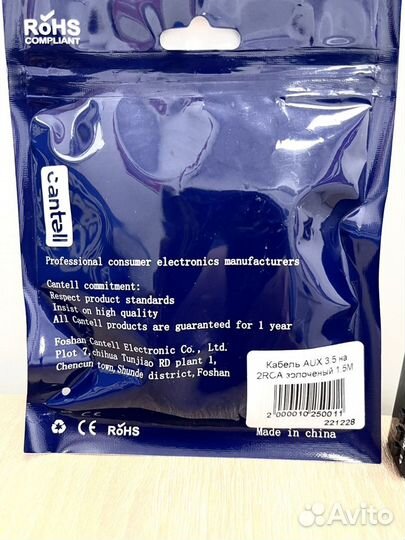 RoHS
COMPLIANT
Cantell
Professional consumer electronics manufacturers
Cantell commitment:
Respect product standards
Insist on high quality
All Cantell products are guaranteed for 1 year
Foshan Cantell Electronic Co., Ltd.
Plot 7,chihua Tunjiao RD plant 1,
Chencun town,Shunde district,Foshan
Кабель AUX 3.5 на
2RCA золоченый 1.5М
2000010250011
221228
CE RoHS
Made in china
Avito